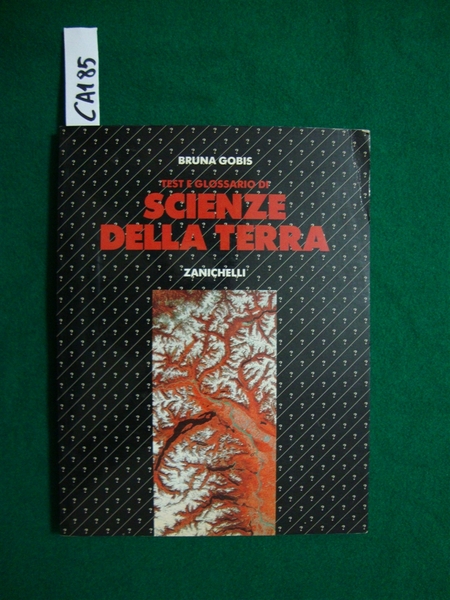 CA185
BRUNA GOBIS
TEST E GLOSSARIO DI
SCIENZE
DELLA TERRA
ZANICHELLI